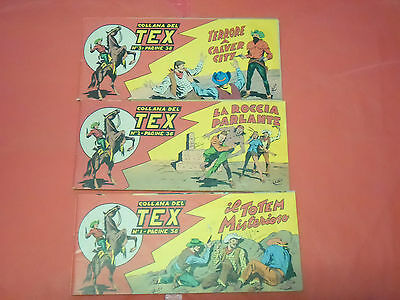 COLLANA DEL
TEX
N°3 - PAGINE 36
TERRORE A
CALVER
CITY
COLLANA DEL
TEX
N°2 - PAGINE 36
LA ROCCIA
PARLANTE
COLLANA DEL
TEX
N°1 - PAGINE 36
il TOTEM
Misterioso